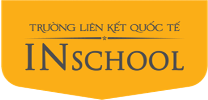 TRƯỜNG LIÊN KẾT QUỐC TẾ
INSCHOOL